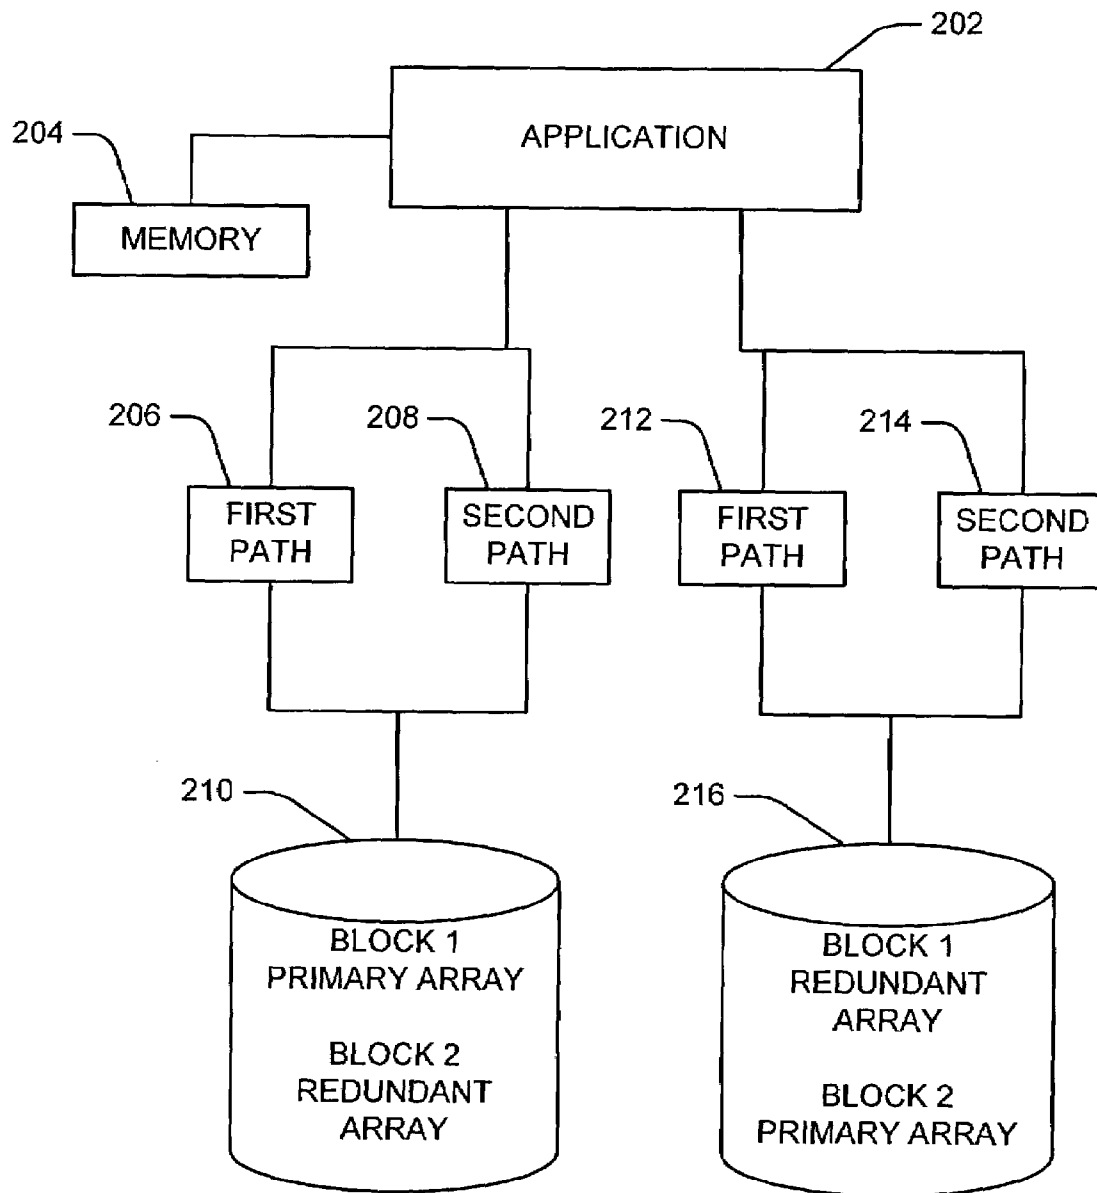 202
APPLICATION
204
MEMORY
206
208
212
214
FIRST
PATH
SECOND
PATH
FIRST
PATH
SECOND
PATH
210
216
BLOCK 1
PRIMARY ARRAY
BLOCK 2
REDUNDANT
ARRAY
BLOCK 1
REDUNDANT
ARRAY
BLOCK 2
PRIMARY ARRAY